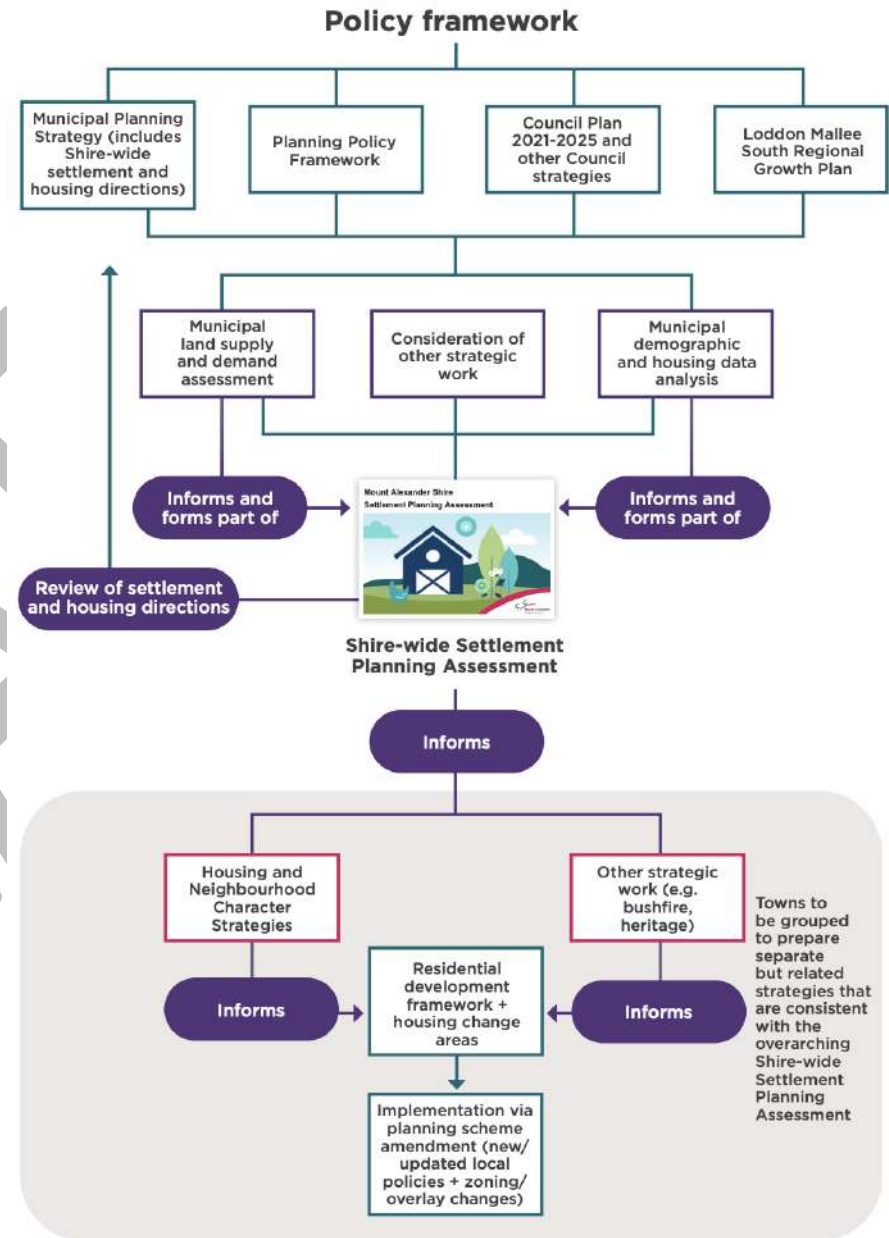 Policy framework
Municipal Planning
Strategy (includes
Shire-wide
settlement and
housing directions)
Planning Policy
Framework
Council Plan
2021-2025 and
other Council
strategies
Loddon Mallee
South Regional
Growth Plan
Municipal
land supply
and demand
assessment
Consideration of
other strategic
work
Municipal
demographic
and housing data
analysis
Informs and
forms part of
Mount Alexander Shire
Settlement Planning Assessment
Informs and
forms part of
Review of settlement
and housing directions
Shire-wide Settlement
Planning Assessment
Informs
Housing and
Neighbourhood
Character
Strategies
Other strategic
work (e.g.
bushfire,
heritage)
Towns to
be grouped
to prepare
separate
but related
strategies that
are consistent
with the
overarching
Shire-wide
Settlement
Planning
Assessment
Informs
Residential
development
framework +
housing change
areas
Informs
Implementation via
planning scheme
amendment (new/
updated local
policies + zoning/
overlay changes)